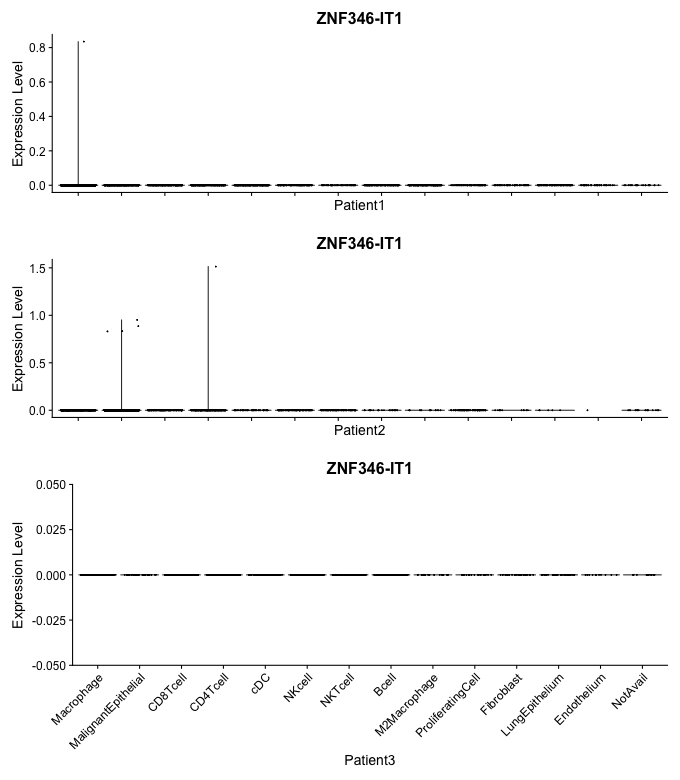 ZNF346-IT1
Expression Level
0.8
0.6
0.4
0.2
0.0
Patient1
ZNF346-IT1
Expression Level
1.5
1.0
0.5
0.0
Patient2
ZNF346-IT1
Expression Level
0.050
0.025
0.000
-0.025
-0.050
Macrophage
MalignantEpithelial
CD8Tcell
CD4Tcell
cDC
NKcell
NKTcell
Bcell
M2Macrophage
ProliferatingCell
Fibroblast
LungEpithelium
Endothelium
NotAvail
Patient3